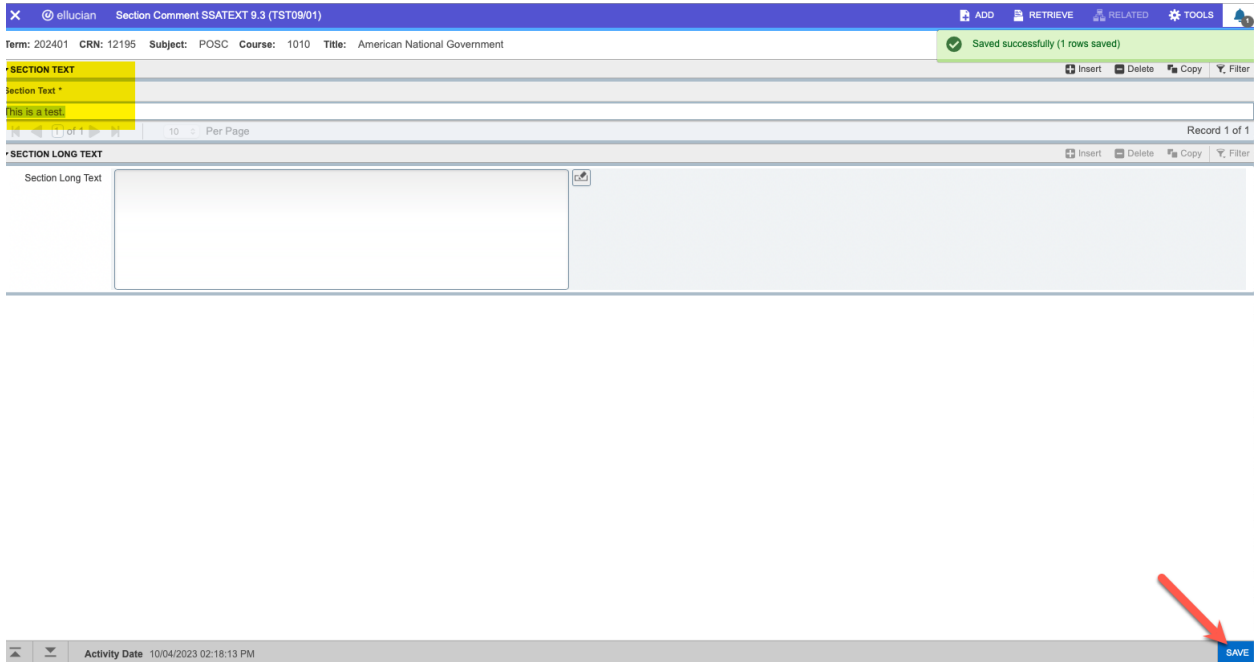 ellucian Section Comment SSATEXT 9.3 (TST09/01) ADD RETRIEVE RELATED TOOLS 1
Term: 202401 CRN: 12195 Subject: POSC Course: 1010 Title: American National Government
Saved successfully (1 rows saved)
SECTION TEXT Insert Delete Copy Filter
Section Text *
This is a test.
1 of 1 10 Per Page Record 1 of 1
SECTION LONG TEXT Insert Delete Copy Filter
Section Long Text
Activity Date 10/04/2023 02:18:13 PM SAVE